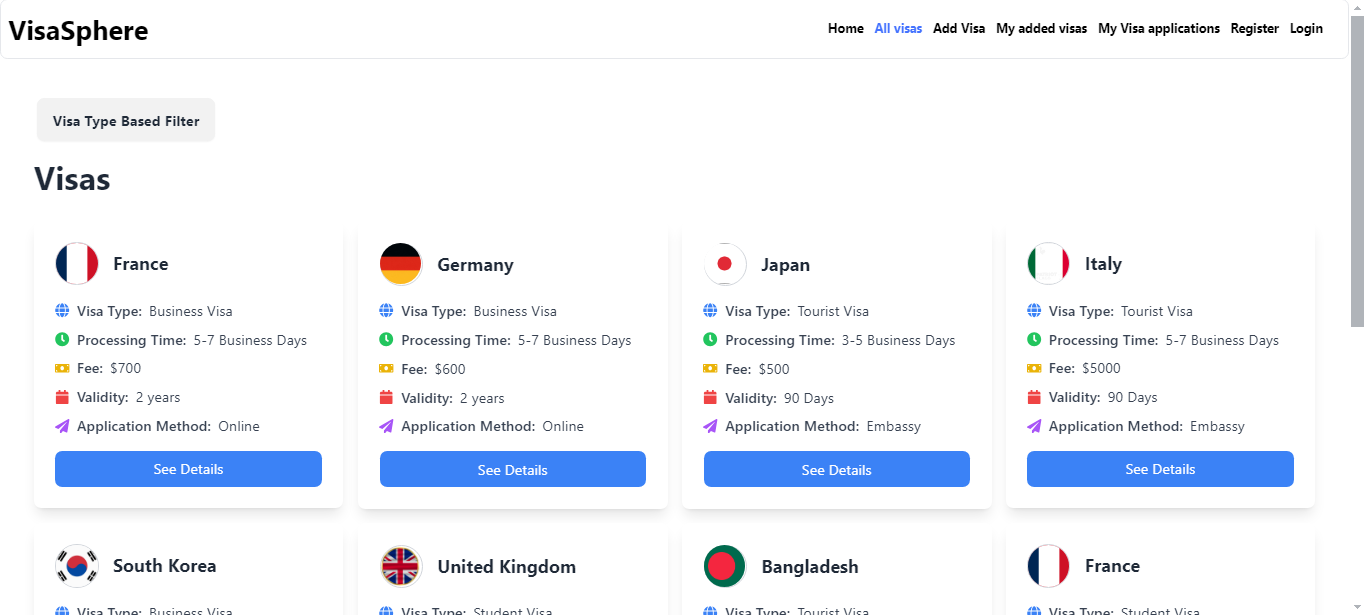 VisaSphere
Home All visas Add Visa My added visas My Visa applications Register Login
Visa Type Based Filter
Visas
France
Visa Type: Business Visa
Processing Time: 5-7 Business Days
Fee: $700
Validity: 2 years
Application Method: Online
See Details
Germany
Visa Type: Business Visa
Processing Time: 5-7 Business Days
Fee: $600
Validity: 2 years
Application Method: Online
See Details
Japan
Visa Type: Tourist Visa
Processing Time: 3-5 Business Days
Fee: $500
Validity: 90 Days
Application Method: Embassy
See Details
Italy
Visa Type: Tourist Visa
Processing Time: 5-7 Business Days
Fee: $5000
Validity: 90 Days
Application Method: Embassy
See Details
South Korea
Visa Type: Business Visa
United Kingdom
Visa Type: Student Visa
Bangladesh
Visa Type: Tourist Visa
France
Visa Type: Student Visa